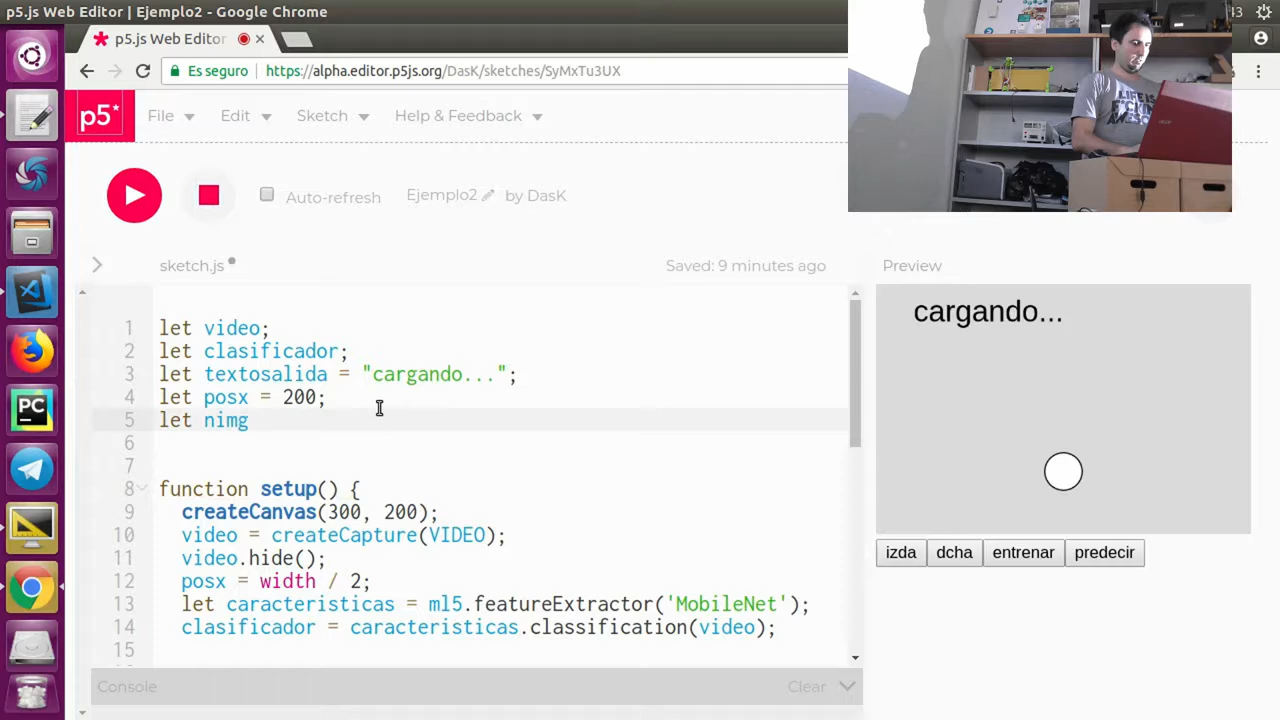 p5.js Web Editor | Ejemplo2 - Google Chrome
p5.js Web Editor
Es seguro https://alpha.editor.p5js.org/DasK/sketches/SyMxTu3UX
p5* File Edit Sketch Help & Feedback
Auto-refresh Ejemplo2 by DasK
sketch.js Saved: 9 minutes ago Preview
1 let video;
2 let clasificador;
3 let textosalida = "cargando...";
4 let posx = 200;
5 let nimg
6
7
8 function setup() {
9 createCanvas(300, 200);
10 video = createCapture(VIDEO);
11 video.hide();
12 posx = width / 2;
13 let caracteristicas = ml5.featureExtractor('MobileNet');
14 clasificador = caracteristicas.classification(video);
15
cargando...
izda dcha entrenar predecir
Console Clear
PC